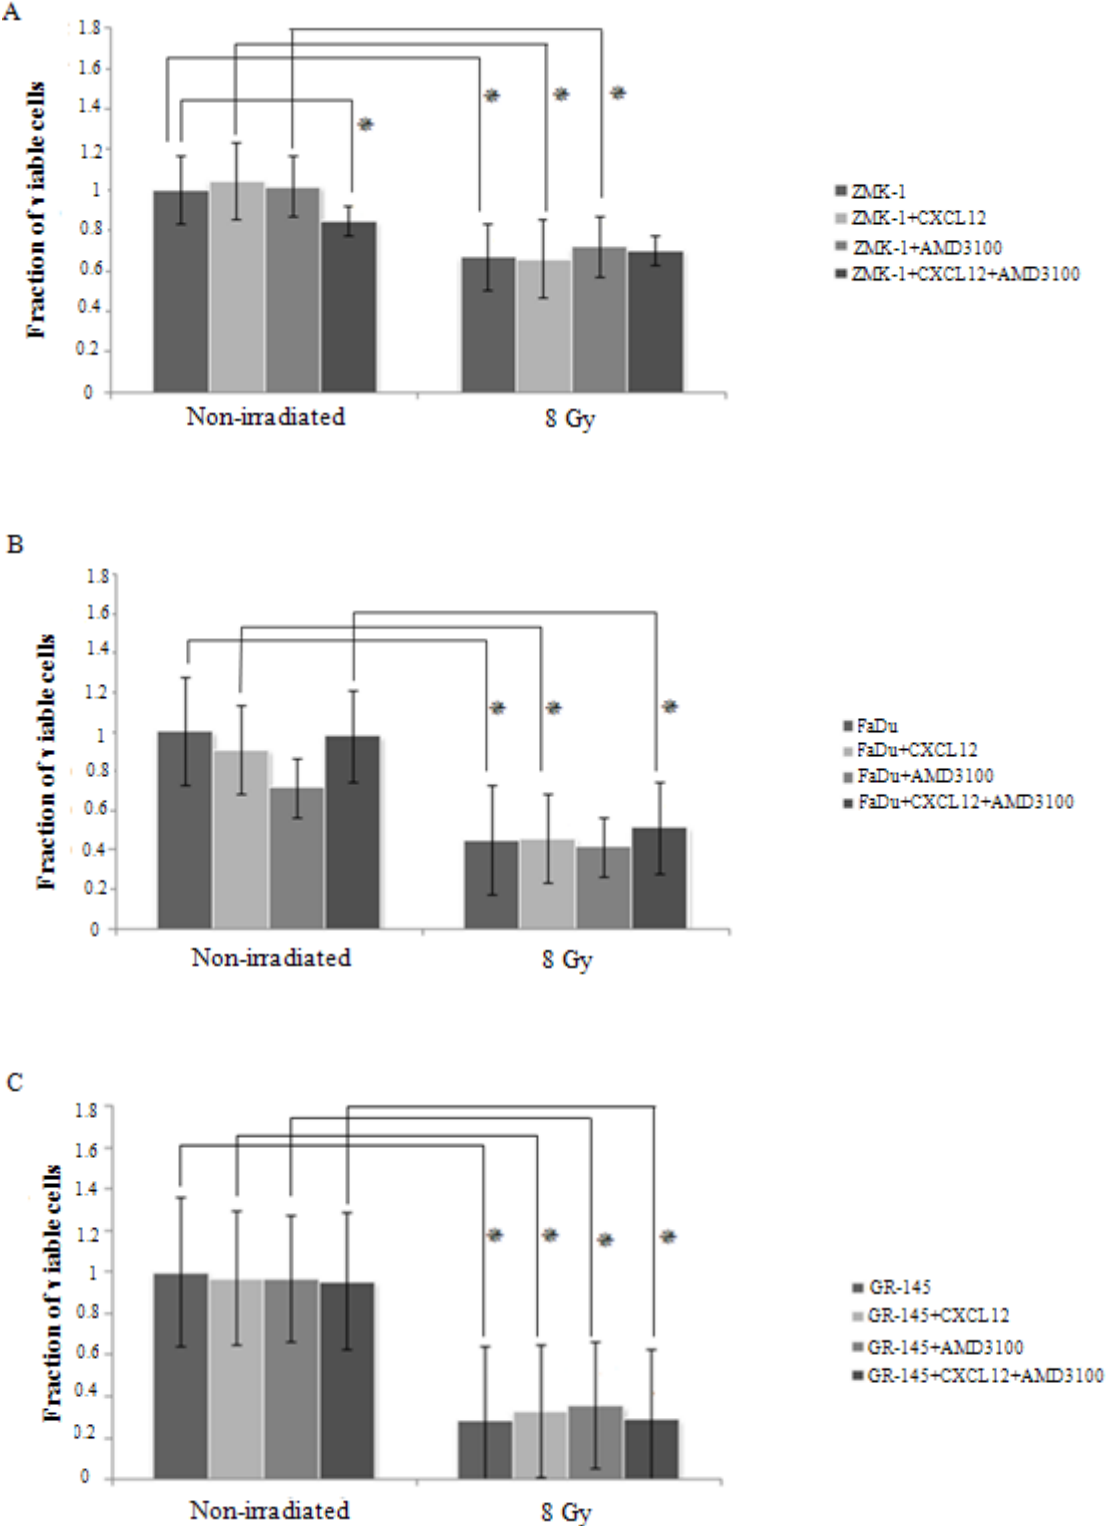 A
1.8
1.6
1.4
1.2
1
0.8
0.6
0.4
0.2
0
Fraction of viable cells
Non-irradiated
8 Gy
* * * *
ZMK-1
ZMK-1+CXCL12
ZMK-1+AMD3100
ZMK-1+CXCL12+AMD3100
B
1.8
1.6
1.4
1.2
1
0.8
0.6
0.4
0.2
0
Fraction of viable cells
Non-irradiated
8 Gy
* * *
FaDu
FaDu+CXCL12
FaDu+AMD3100
FaDu+CXCL12+AMD3100
C
1.8
1.6
1.4
1.2
1
0.8
0.6
0.4
0.2
0
Fraction of viable cells
Non-irradiated
8 Gy
* * * *
GR-145
GR-145+CXCL12
GR-145+AMD3100
GR-145+CXCL12+AMD3100